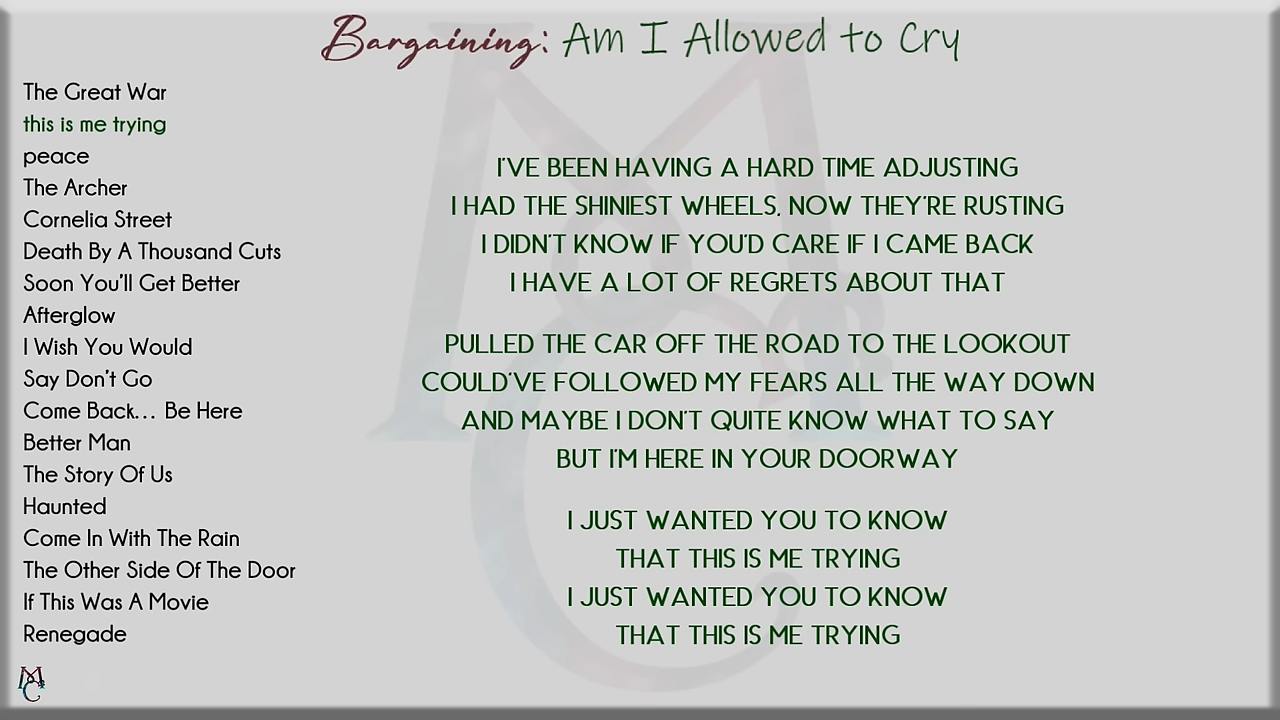 Bargaining: Am I Allowed to Cry
The Great War
this is me trying
peace
The Archer
Cornelia Street
Death By A Thousand Cuts
Soon You'll Get Better
Afterglow
I Wish You Would
Say Don't Go
Come Back... Be Here
Better Man
The Story Of Us
Haunted
Come In With The Rain
The Other Side Of The Door
If This Was A Movie
Renegade
I'VE BEEN HAVING A HARD TIME ADJUSTING
I HAD THE SHINIEST WHEELS, NOW THEY'RE RUSTING
I DIDN'T KNOW IF YOU'D CARE IF I CAME BACK
I HAVE A LOT OF REGRETS ABOUT THAT
PULLED THE CAR OFF THE ROAD TO THE LOOKOUT
COULD'VE FOLLOWED MY FEARS ALL THE WAY DOWN
AND MAYBE I DON'T QUITE KNOW WHAT TO SAY
BUT I'M HERE IN YOUR DOORWAY
I JUST WANTED YOU TO KNOW
THAT THIS IS ME TRYING
I JUST WANTED YOU TO KNOW
THAT THIS IS ME TRYING